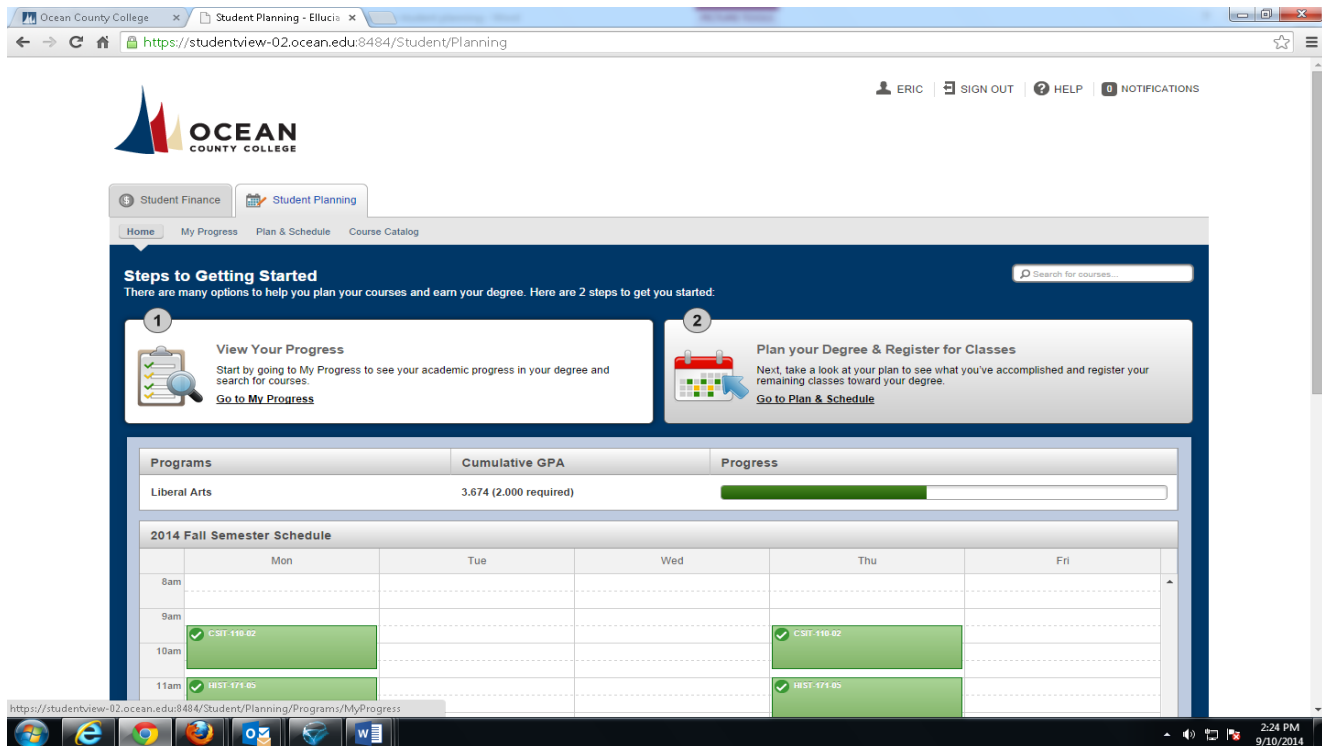 Ocean County College
Student Planning - Ellucia
https://studentview-02.ocean.edu:8484/Student/Planning
ERIC
SIGN OUT
HELP
0 NOTIFICATIONS
OCEAN
COUNTY COLLEGE
Student Finance
Student Planning
Home
My Progress
Plan & Schedule
Course Catalog
Steps to Getting Started
There are many options to help you plan your courses and earn your degree. Here are 2 steps to get you started:
Search for courses...
1
View Your Progress
Start by going to My Progress to see your academic progress in your degree and
search for courses.
Go to My Progress
2
Plan your Degree & Register for Classes
Next, take a look at your plan to see what you've accomplished and register your
remaining classes toward your degree.
Go to Plan & Schedule
Programs
Cumulative GPA
Progress
Liberal Arts
3.674 (2.000 required)
2014 Fall Semester Schedule
Mon
Tue
Wed
Thu
Fri
8am
9am
CSIT-110-02
CSIT-110-02
10am
11am
HIST-171-05
HIST-171-05
https://studentview-02.ocean.edu:8484/Student/Planning/Programs/MyProgress
2:24 PM
9/10/2014